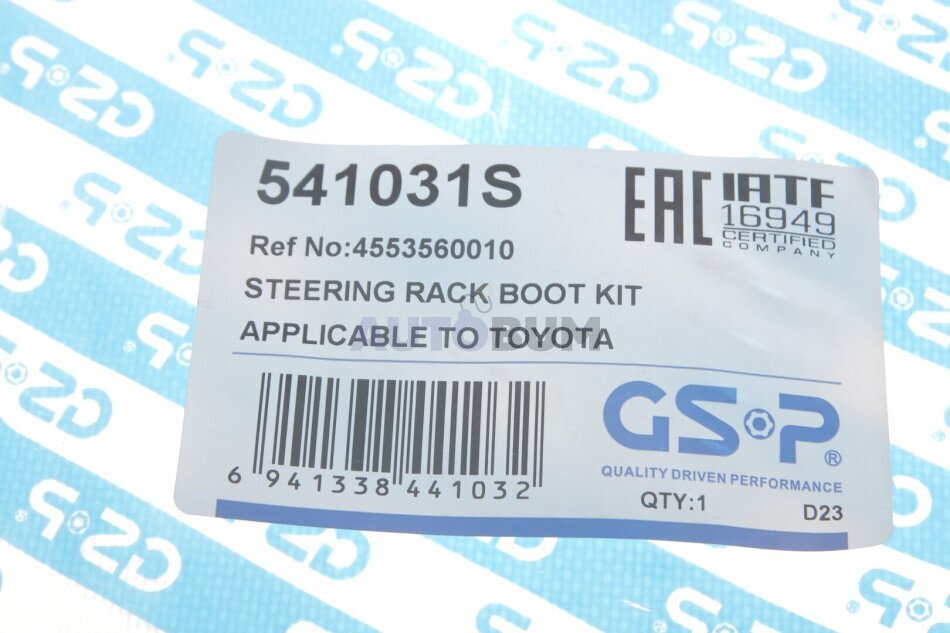 541031S
EAC
IATF
16949
CERTIFIED
COMPANY
Ref No:4553560010
STEERING RACK BOOT KIT
APPLICABLE TO TOYOTA
AUTOBUM
GSP®
QUALITY DRIVEN PERFORMANCE
6 941338 441032
QTY:1
D23